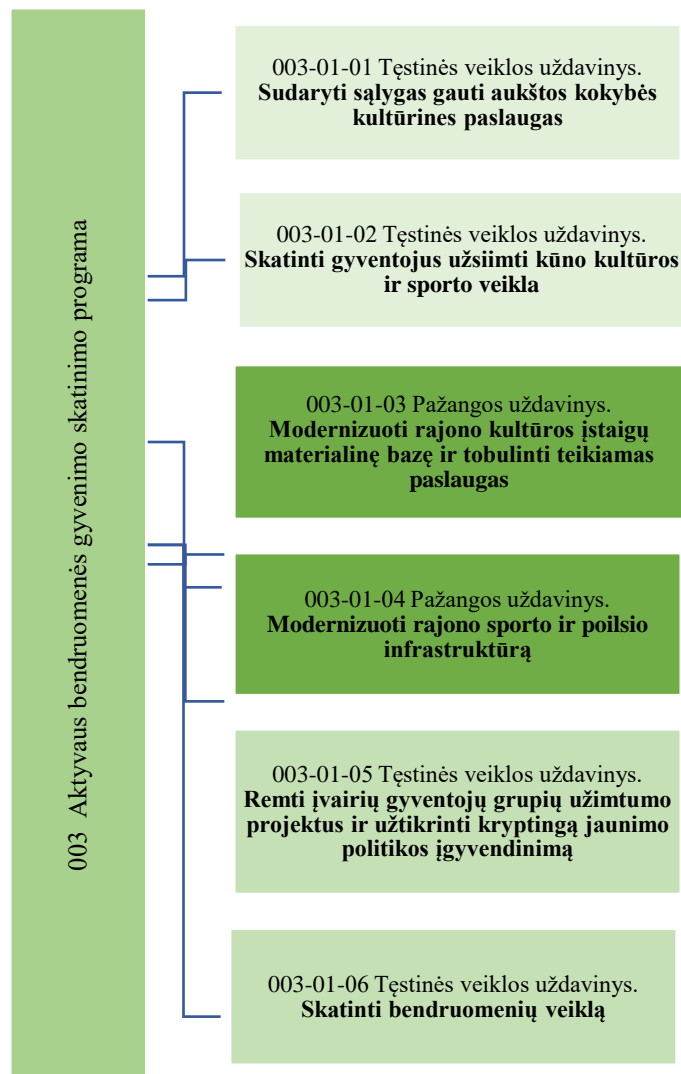 003 Aktyvaus bendruomenės gyvenimo skatinimo programa
003-01-01 Tęstinės veiklos uždavinys.
Sudaryti sąlygas gauti aukštos kokybės
kultūrines paslaugas
003-01-02 Tęstinės veiklos uždavinys.
Skatinti gyventojus užsiimti kūno kultūros
ir sporto veikla
003-01-03 Pažangos uždavinys.
Modernizuoti rajono kultūros įstaigų
materialinę bazę ir tobulinti teikiamas
paslaugas
003-01-04 Pažangos uždavinys.
Modernizuoti rajono sporto ir poilsio
infrastruktūrą
003-01-05 Tęstinės veiklos uždavinys.
Remti įvairių gyventojų grupių užimtumo
projektus ir užtikrinti kryptingą jaunimo
politikos įgyvendinimą
003-01-06 Tęstinės veiklos uždavinys.
Skatinti bendruomenių veiklą